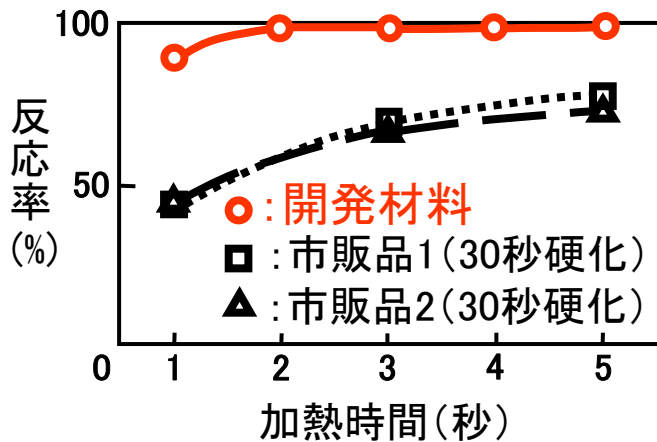 100
反応率
(%)
50
○:開発材料
□:市販品1(30秒硬化)
△:市販品2(30秒硬化)
0 1 2 3 4 5
加熱時間(秒)